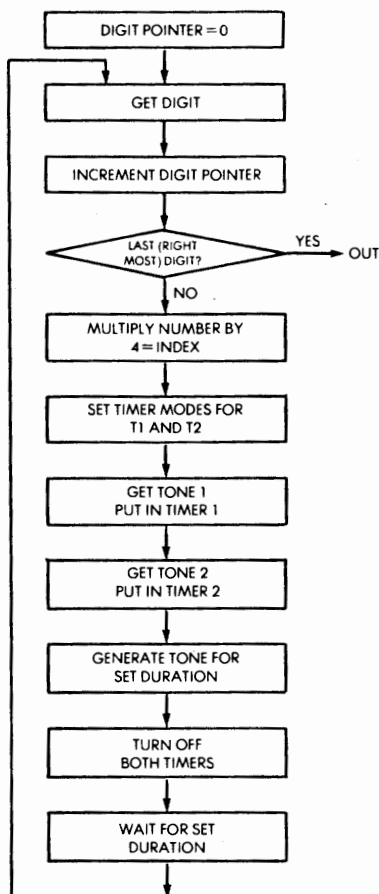 DIGIT POINTER = 0
GET DIGIT
INCREMENT DIGIT POINTER
LAST (RIGHT
MOST) DIGIT?
YES
OUT
NO
MULTIPLY NUMBER BY
4 = INDEX
SET TIMER MODES FOR
T1 AND T2
GET TONE 1
PUT IN TIMER 1
GET TONE 2
PUT IN TIMER 2
GENERATE TONE FOR
SET DURATION
TURN OFF
BOTH TIMERS
WAIT FOR SET
DURATION